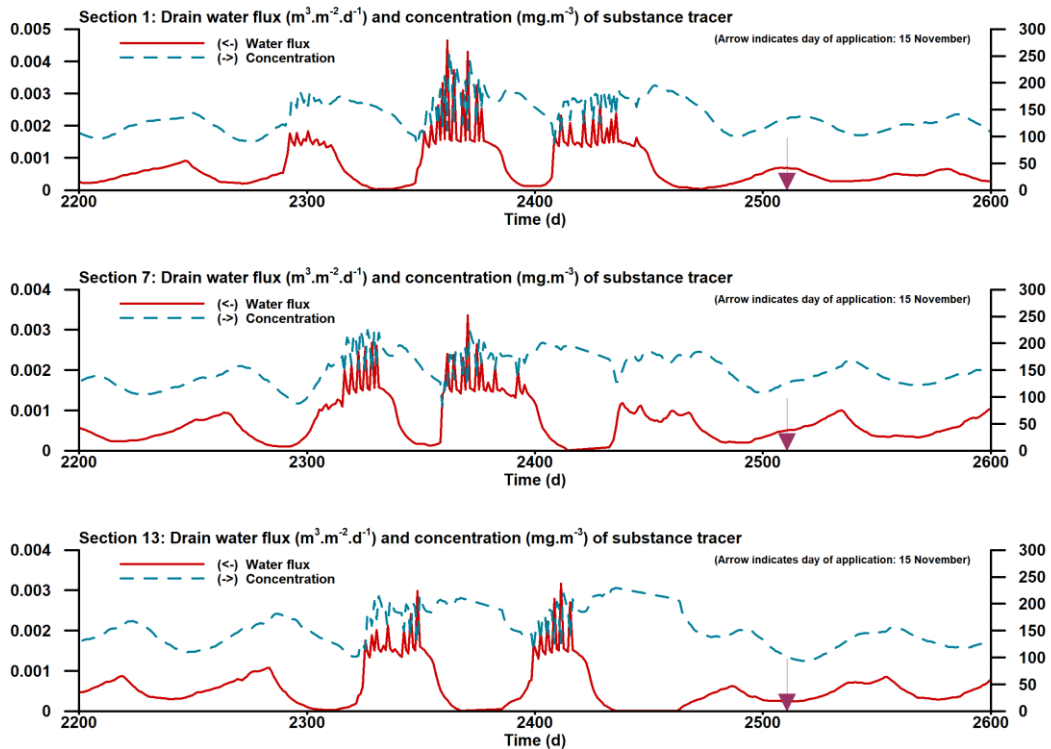 Section 1: Drain water flux (m³.m⁻².d⁻¹) and concentration (mg.m⁻³) of substance tracer
0.005 300
(<-) Water flux
(Arrow indicates day of application: 15 November)
250
(->) Concentration
0.004
200
0.003
150
0.002
100
0.001
50
0 0
2200 2300 2400 2500 2600
Time (d)
Section 7: Drain water flux (m³.m⁻².d⁻¹) and concentration (mg.m⁻³) of substance tracer
0.004 300
(<-) Water flux
(Arrow indicates day of application: 15 November)
(->) Concentration
250
0.003
200
0.002 150
100
0.001
50
0 0
2200 2300 2400 2500 2600
Time (d)
Section 13: Drain water flux (m³.m⁻².d⁻¹) and concentration (mg.m⁻³) of substance tracer
0.004 300
(<-) Water flux
(Arrow indicates day of application: 15 November)
(->) Concentration
250
0.003
200
0.002 150
100
0.001
50
0 0
2200 2300 2400 2500 2600
Time (d)